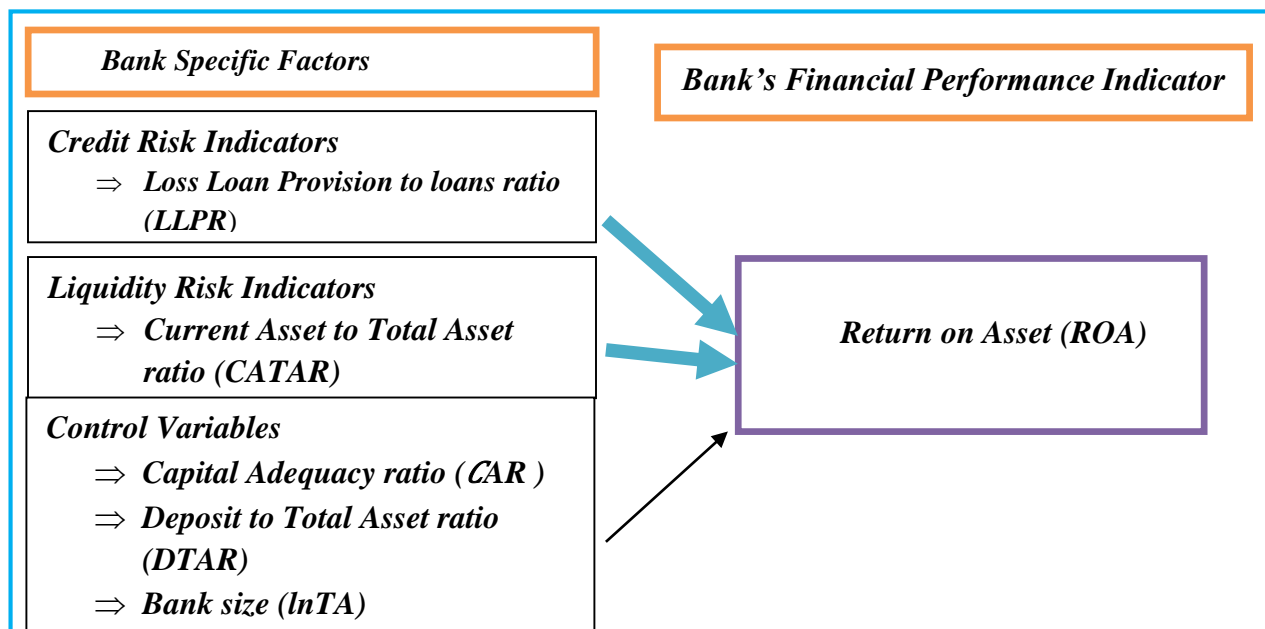 Bank Specific Factors
Bank's Financial Performance Indicator
Credit Risk Indicators
⇒ Loss Loan Provision to loans ratio
(LLPR)
Liquidity Risk Indicators
⇒ Current Asset to Total Asset
ratio (CATAR)
Return on Asset (ROA)
Control Variables
⇒ Capital Adequacy ratio (CAR )
⇒ Deposit to Total Asset ratio
(DTAR)
⇒ Bank size (lnTA)